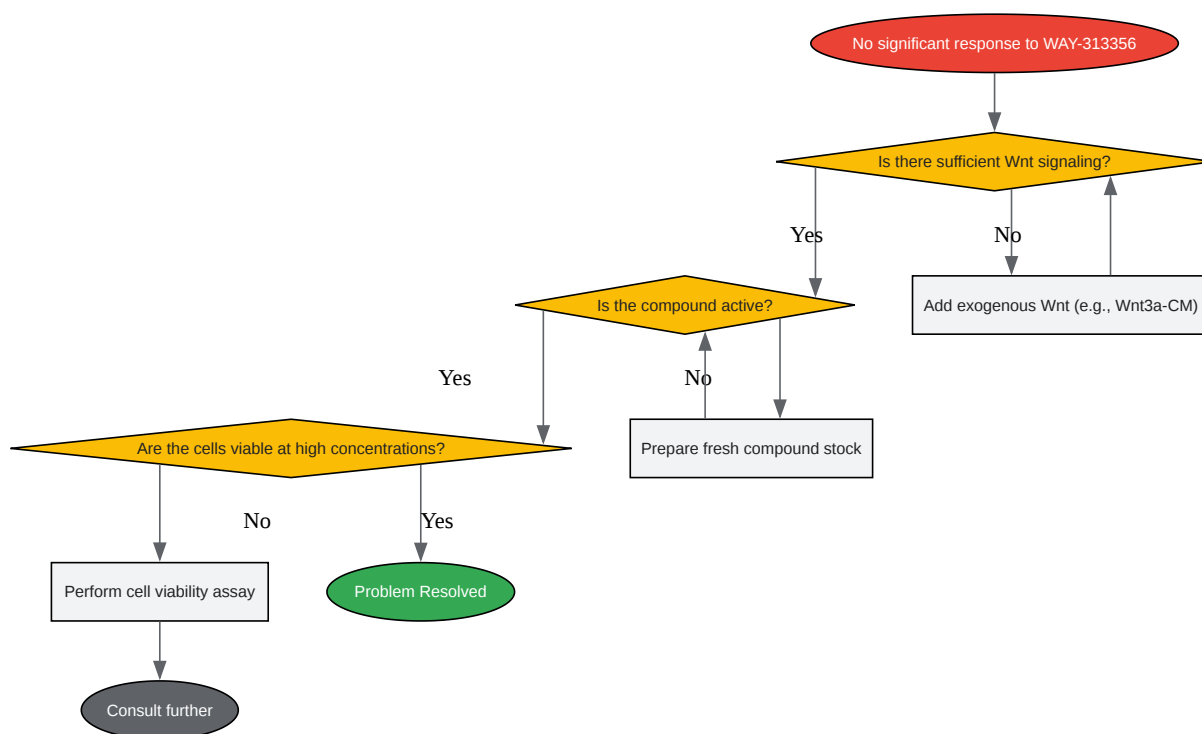 No significant response to WAY-313356
Is there sufficient Wnt signaling?
Yes
No
Is the compound active?
Add exogenous Wnt (e.g., Wnt3a-CM)
Yes
No
Are the cells viable at high concentrations?
Prepare fresh compound stock
No
Yes
Perform cell viability assay
Problem Resolved
Consult further